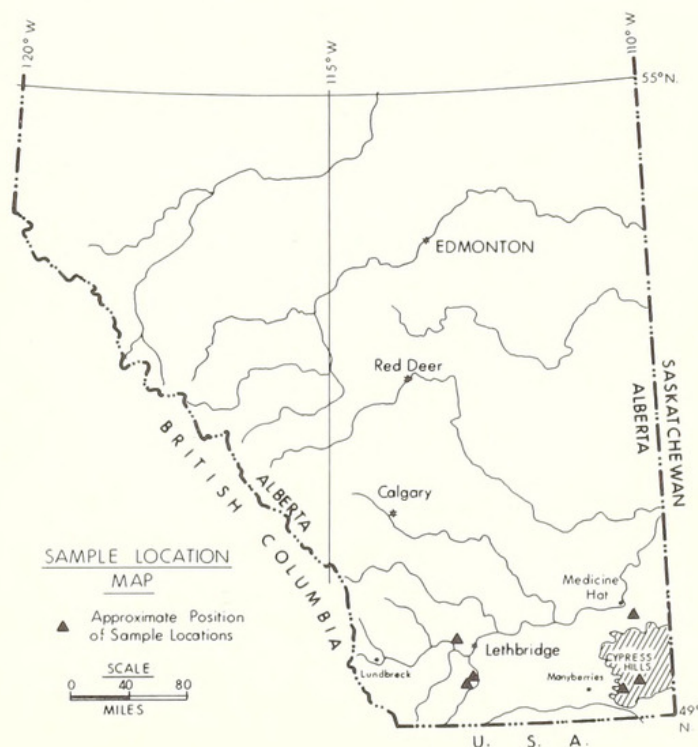 120° W
115° W
110° W
55° N.
EDMONTON
Red Deer
SASKATCHEWAN
ALBERTA
BRITISH COLUMBIA
ALBERTA
Calgary
SAMPLE LOCATION
MAP
Approximate Position
of Sample Locations
SCALE
0 40 80
MILES
Medicine
Hat
Lethbridge
Lundbreck
Manyberries
CYPRESS
HILLS
49°
N.
U. S. A.